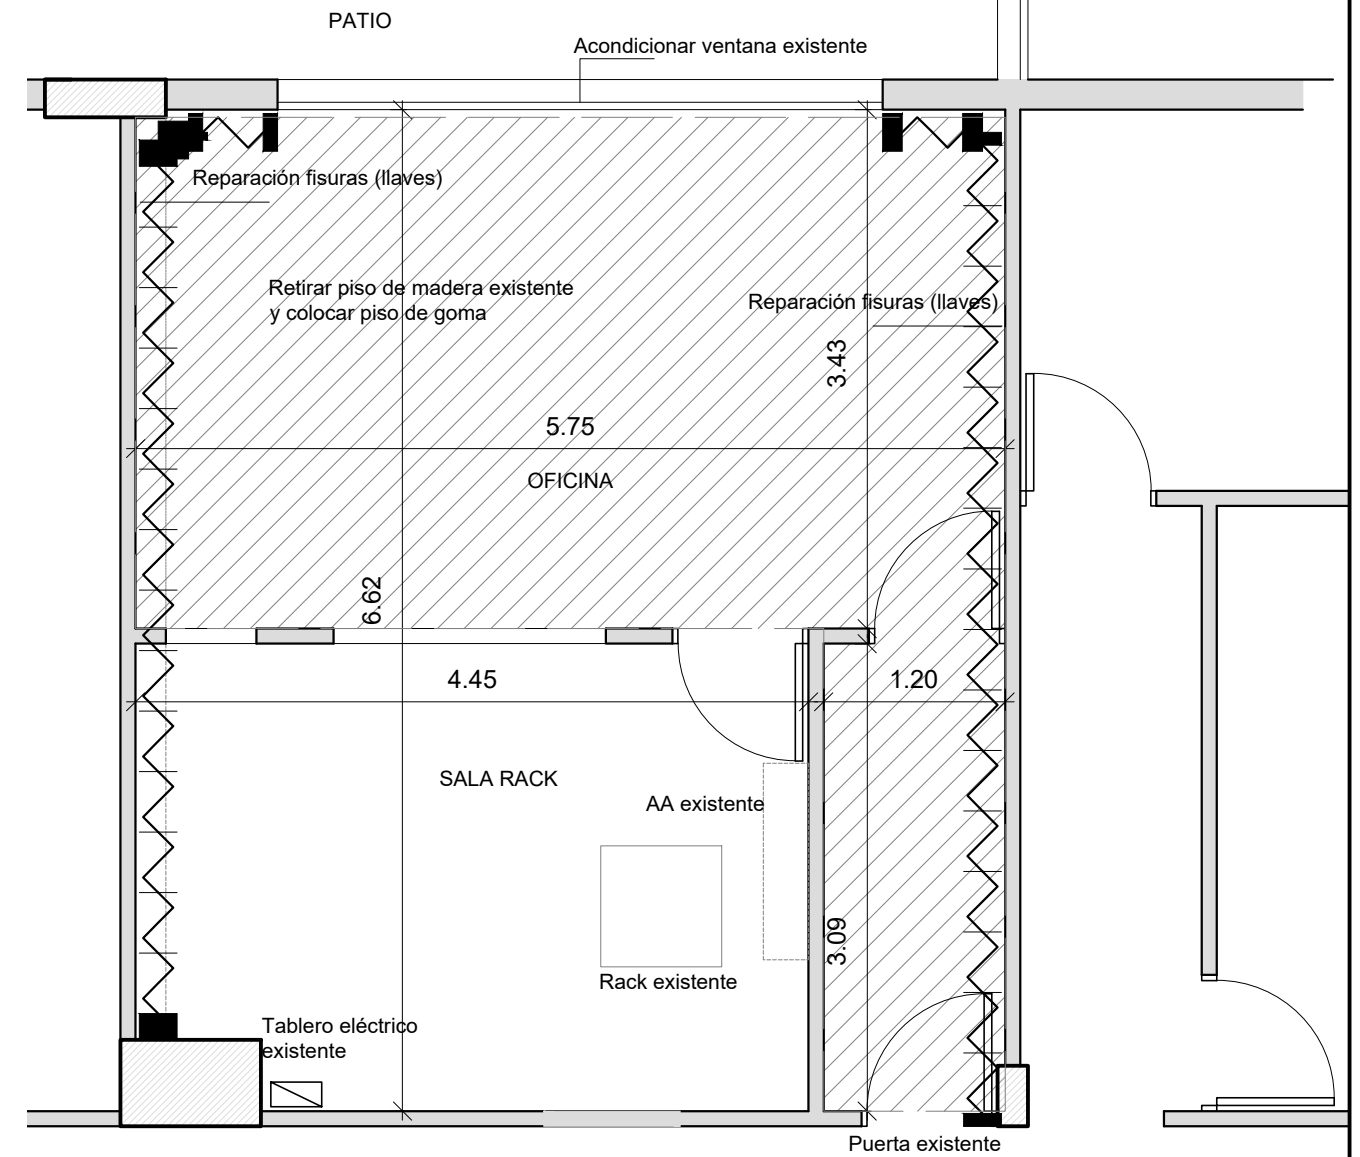 PATIO
Acondicionar ventana existente
Reparación fisuras (llaves)
Retirar piso de madera existente
y colocar piso de goma
Reparación fisuras (llaves)
3.43
5.75
OFICINA
6.62
4.45
1.20
SALA RACK
AA existente
3.09
Rack existente
Tablero eléctrico
existente
Puerta existente